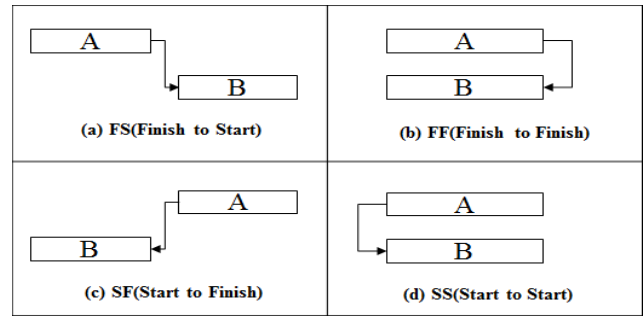 A
B
(a) FS(Finish to Start)
A
B
(b) FF(Finish to Finish)
A
B
(c) SF(Start to Finish)
A
B
(d) SS(Start to Start)